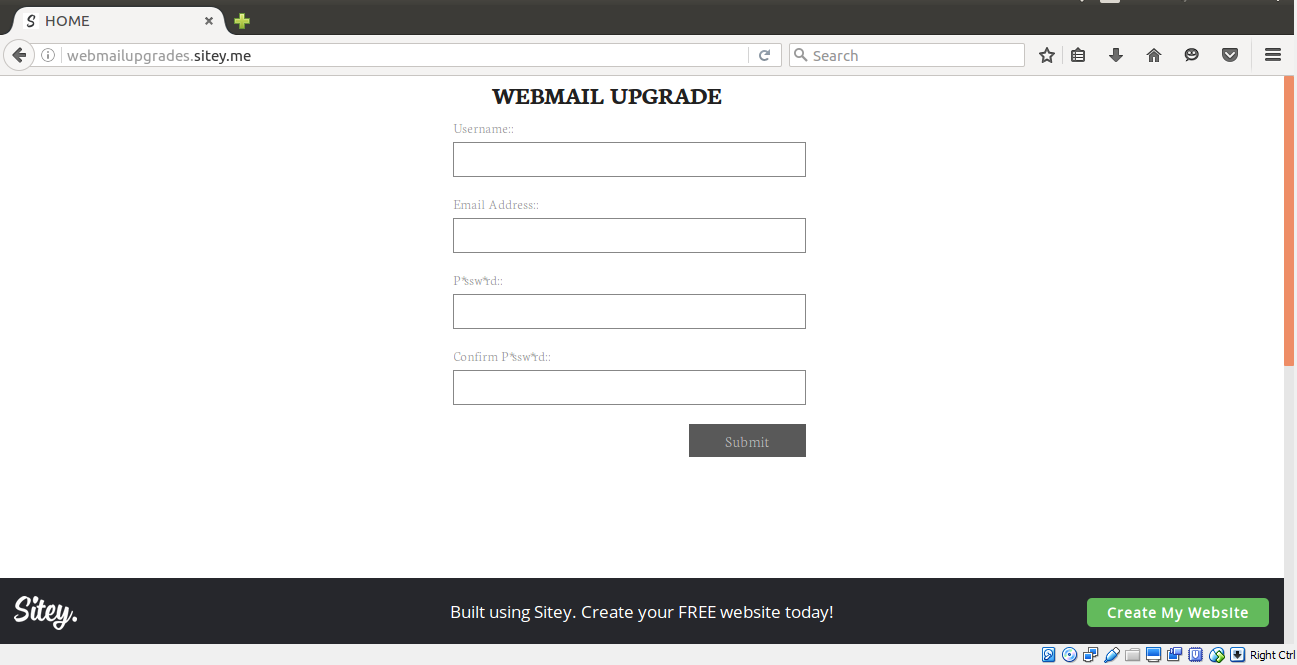 HOME
webmailupgrades.sitey.me
Search
WEBMAIL UPGRADE
Username::
Email Address::
P*ssw*rd::
Confirm P*ssw*rd::
Submit
Sitey.
Built using Sitey. Create your FREE website today!
Create My Website
Right Ctrl